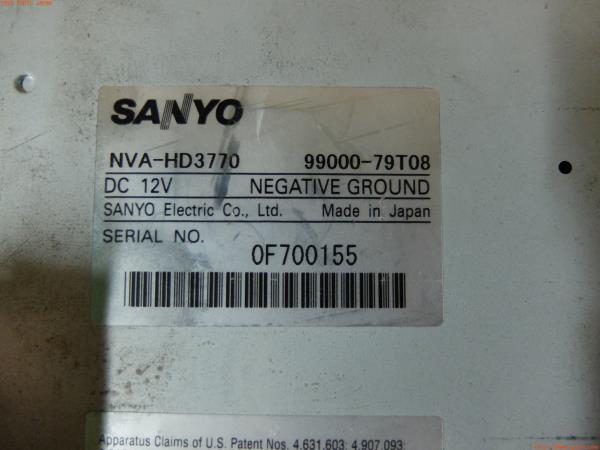 SANYO
NVA-HD3770 99000-79T08
DC 12V NEGATIVE GROUND
SANYO Electric Co., Ltd. Made in Japan
SERIAL NO.
0F700155
Apparatus Claims of U.S. Patent Nos. 4,631,603; 4,907,093;